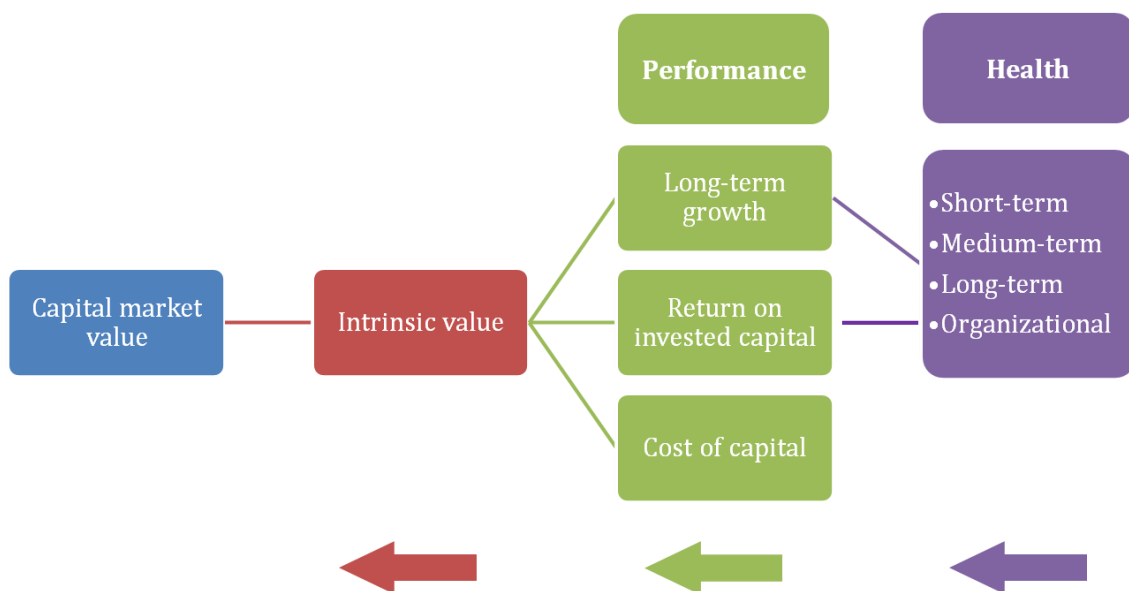 Performance
Health
Long-term
growth
•Short-term
•Medium-term
•Long-term
•Organizational
Capital market
value
Intrinsic value
Return on
invested capital
Cost of capital